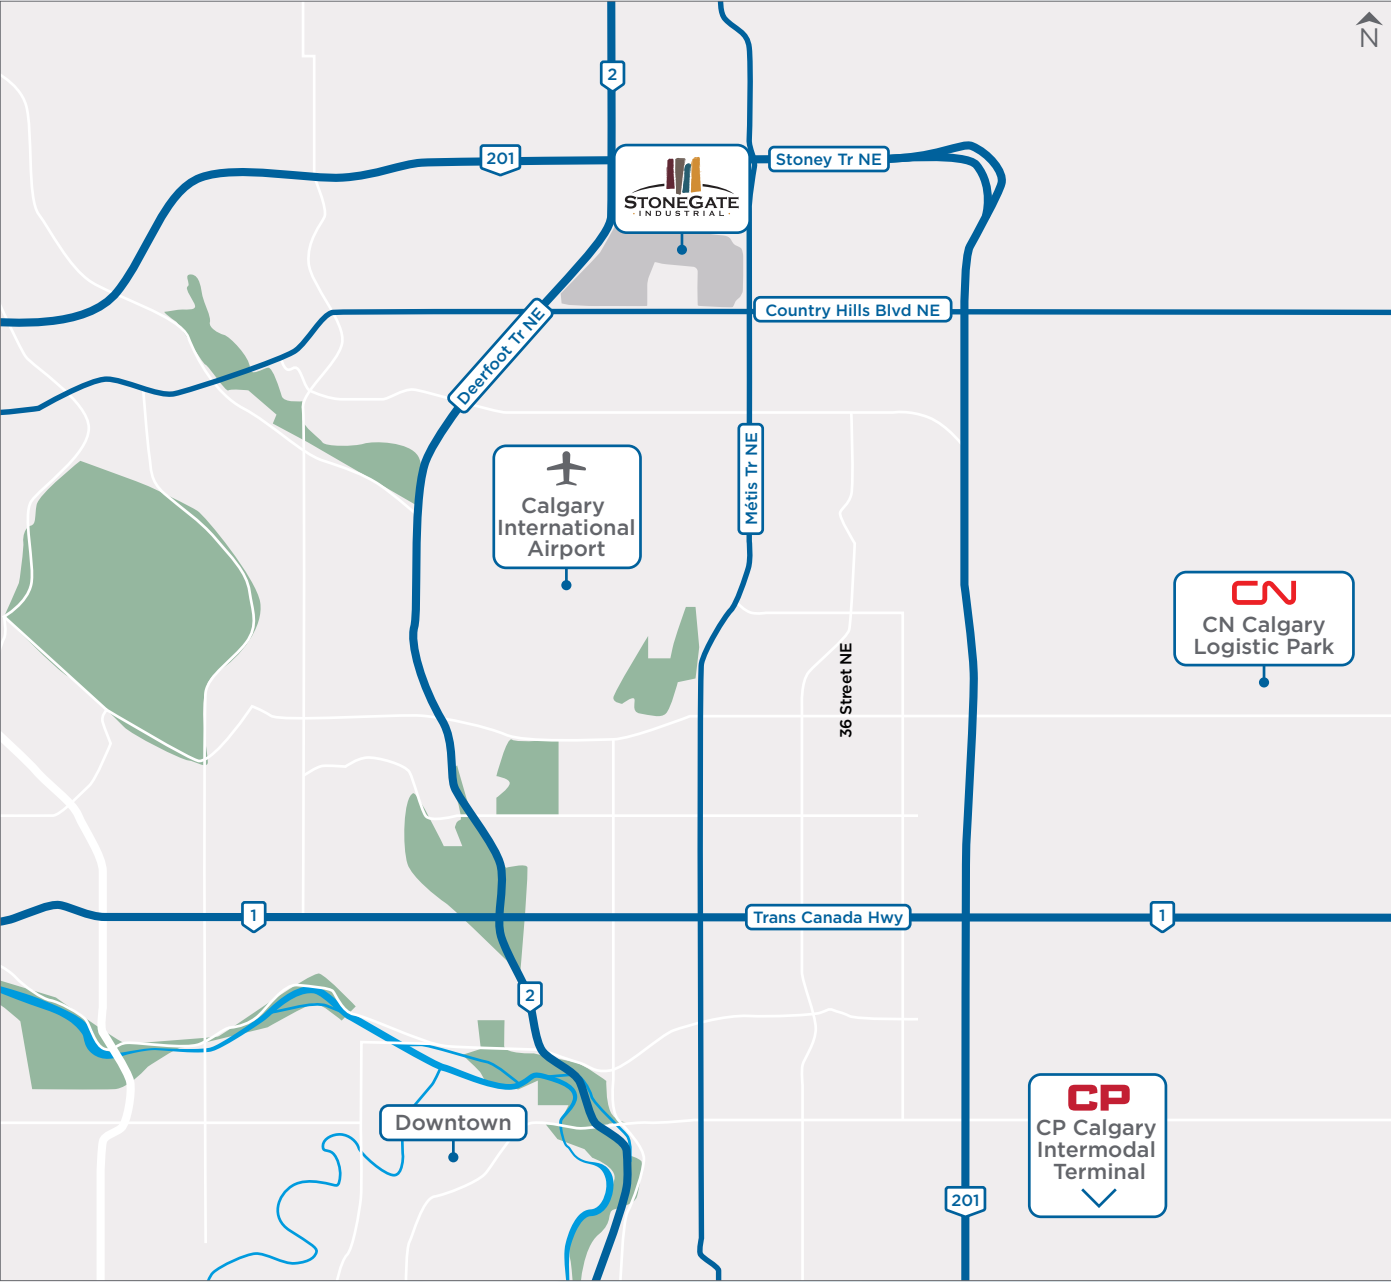 N
2
201
Stoney Tr NE
STONEGATE
· INDUSTRIAL ·
Country Hills Blvd NE
Deerfoot Tr NE
Métis Tr NE
Calgary
International
Airport
CN
CN Calgary
Logistic Park
36 Street NE
1
Trans Canada Hwy
1
2
CP
CP Calgary
Intermodal
Terminal
Downtown
201